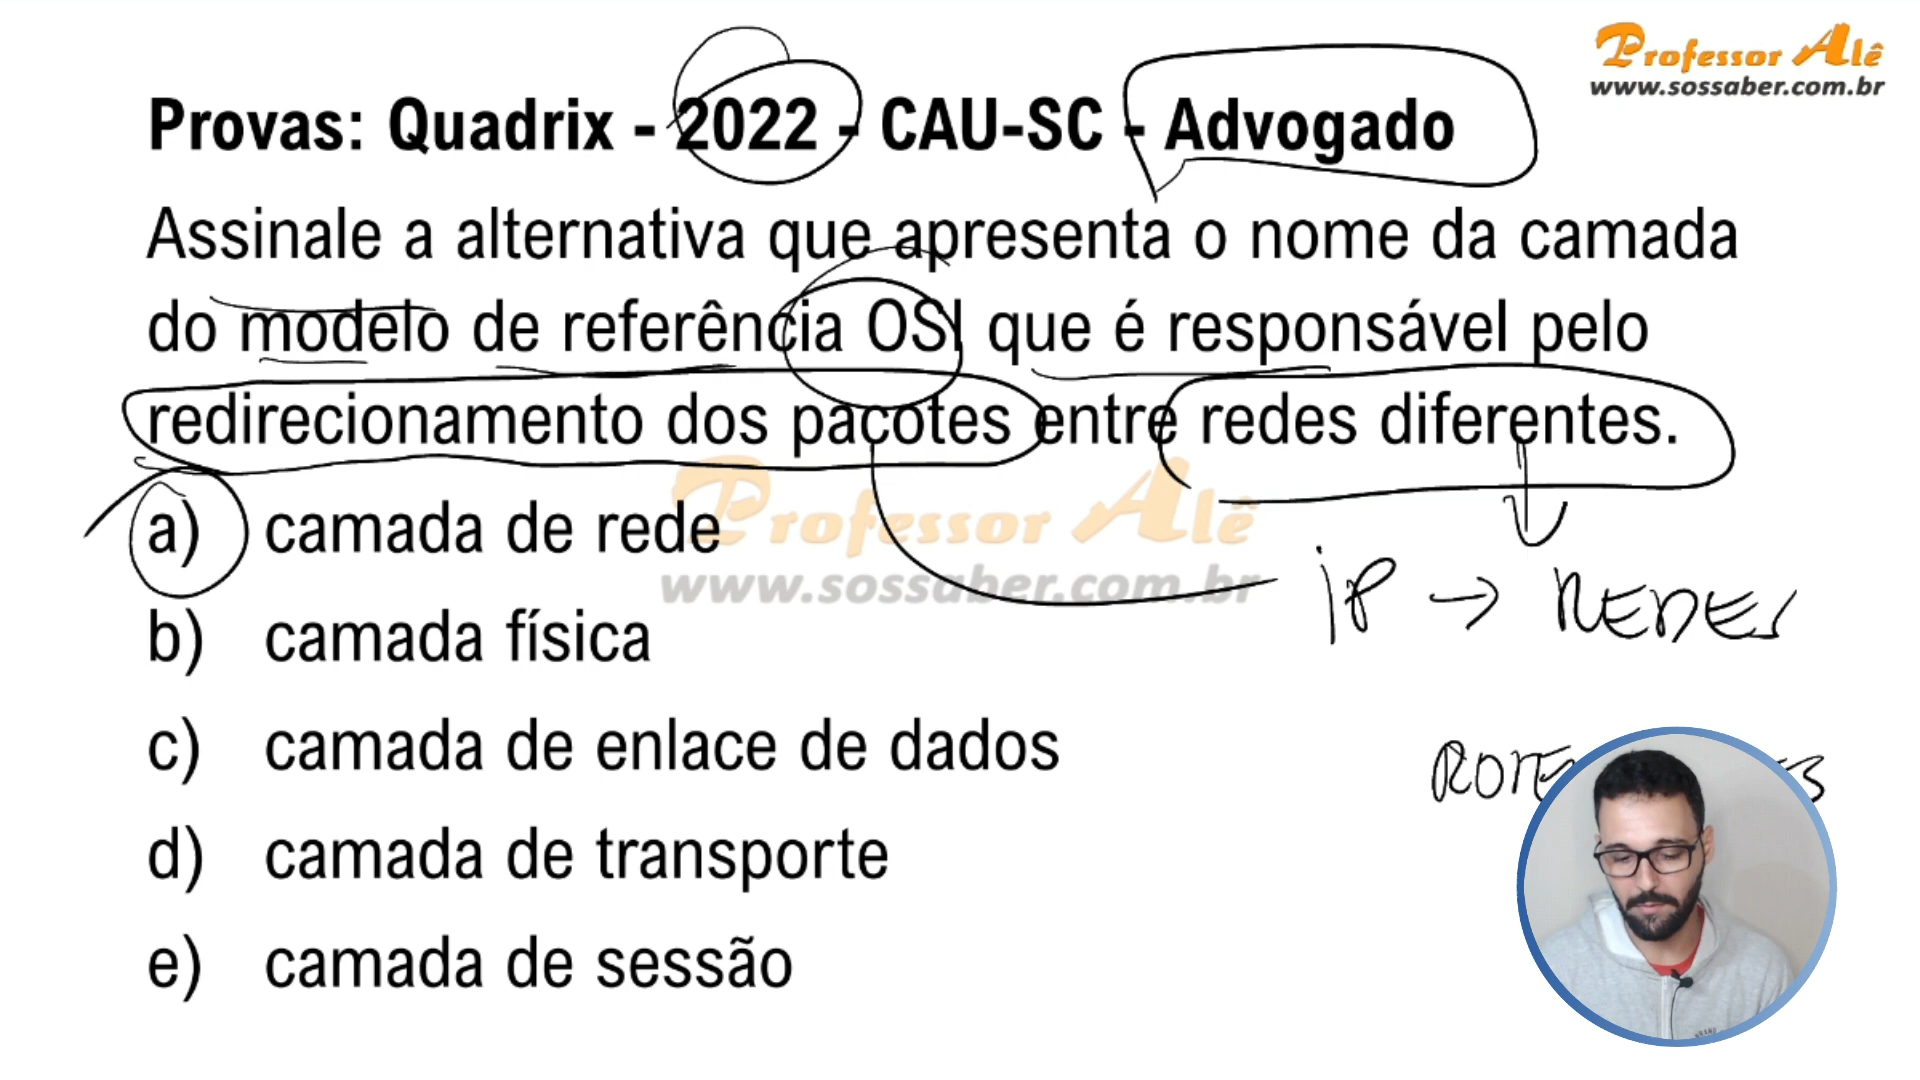 Professor Alê
www.sossaber.com.br
Provas: Quadrix - 2022 - CAU-SC - Advogado
Assinale a alternativa que apresenta o nome da camada
do modelo de referência OSI que é responsável pelo
redirecionamento dos pacotes entre redes diferentes.
a) camada de rede
Professor Alê
www.sossaber.com.br
IP → REDES
b) camada física
c) camada de enlace de dados
d) camada de transporte
e) camada de sessão